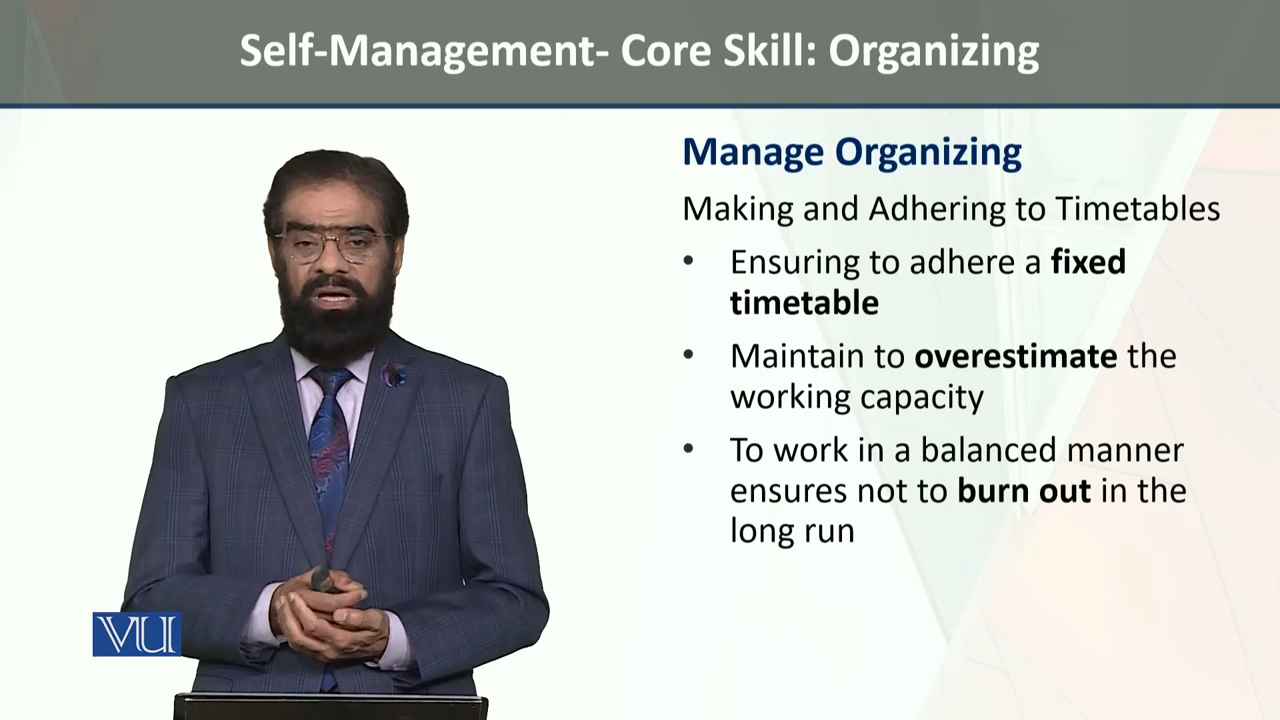 Self-Management- Core Skill: Organizing
Manage Organizing
Making and Adhering to Timetables
• Ensuring to adhere a fixed
timetable
• Maintain to overestimate the
working capacity
• To work in a balanced manner
ensures not to burn out in the
long run
VU